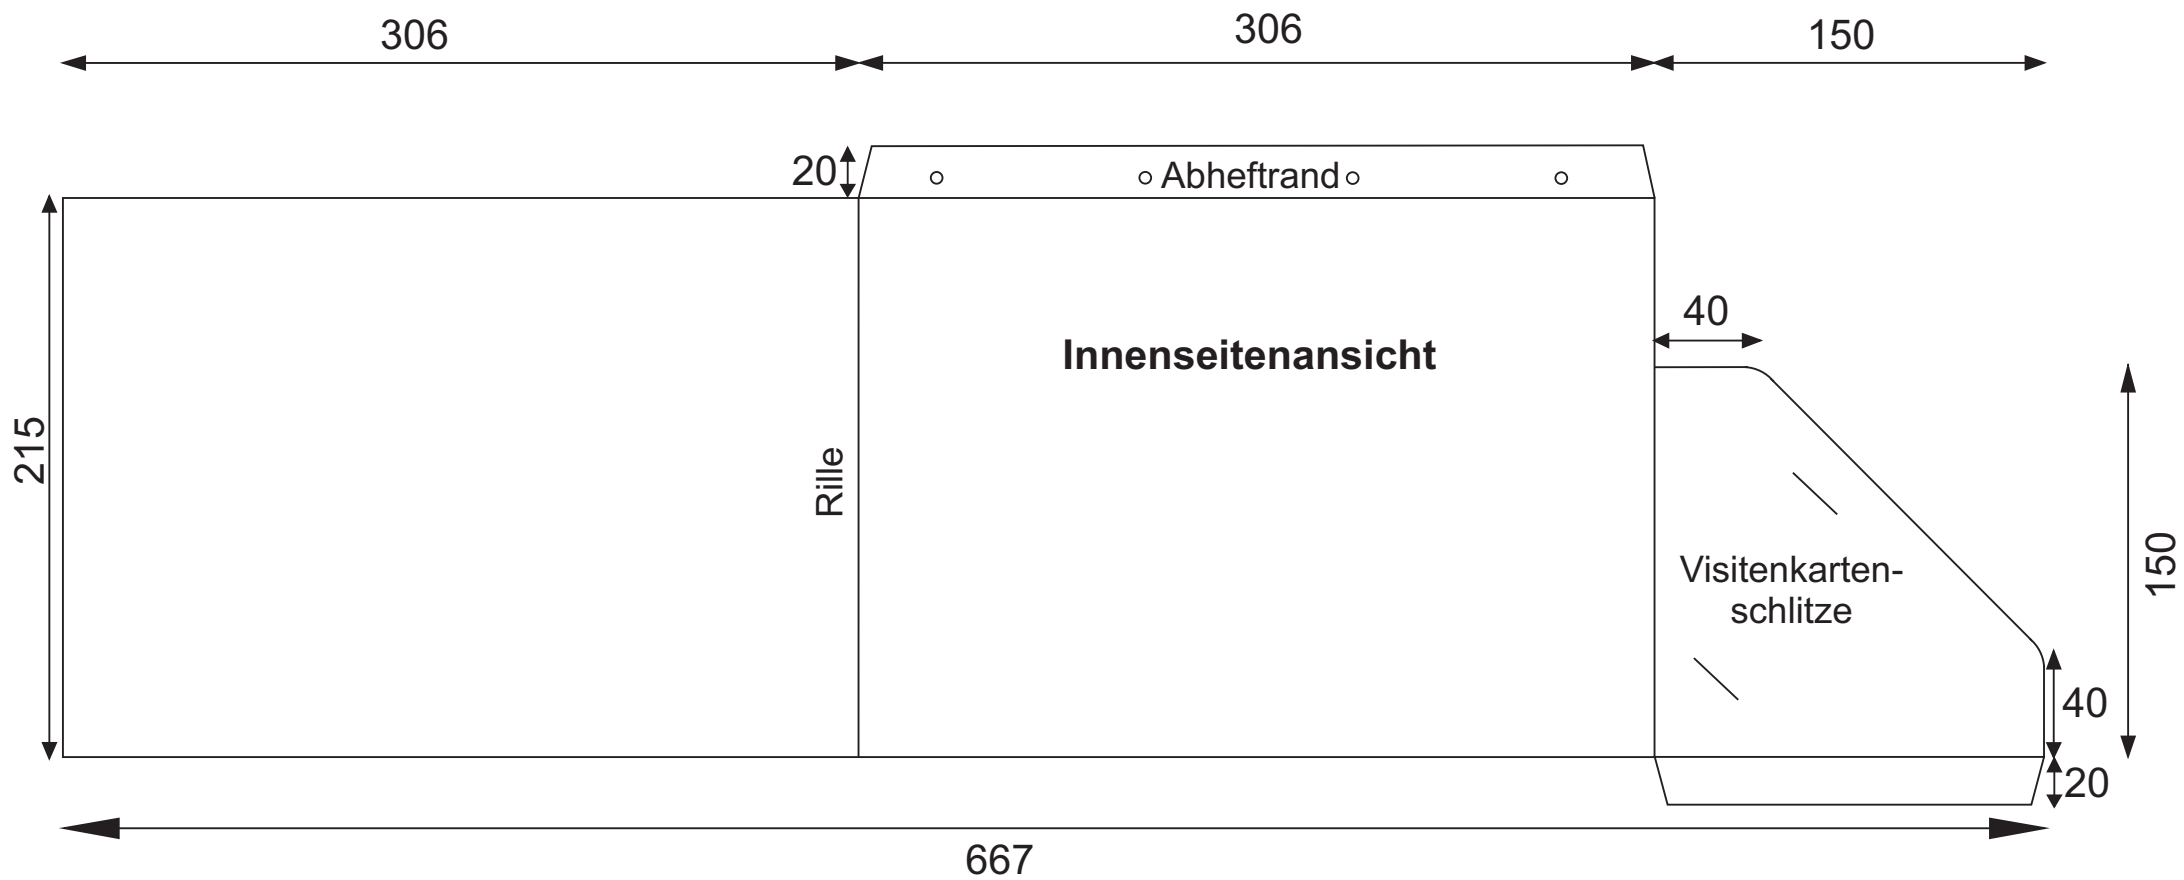 306
306
150
20
Abheftrand
40
Innenseitenansicht
215
Rille
150
Visitenkarten-
schlitze
40
20
667